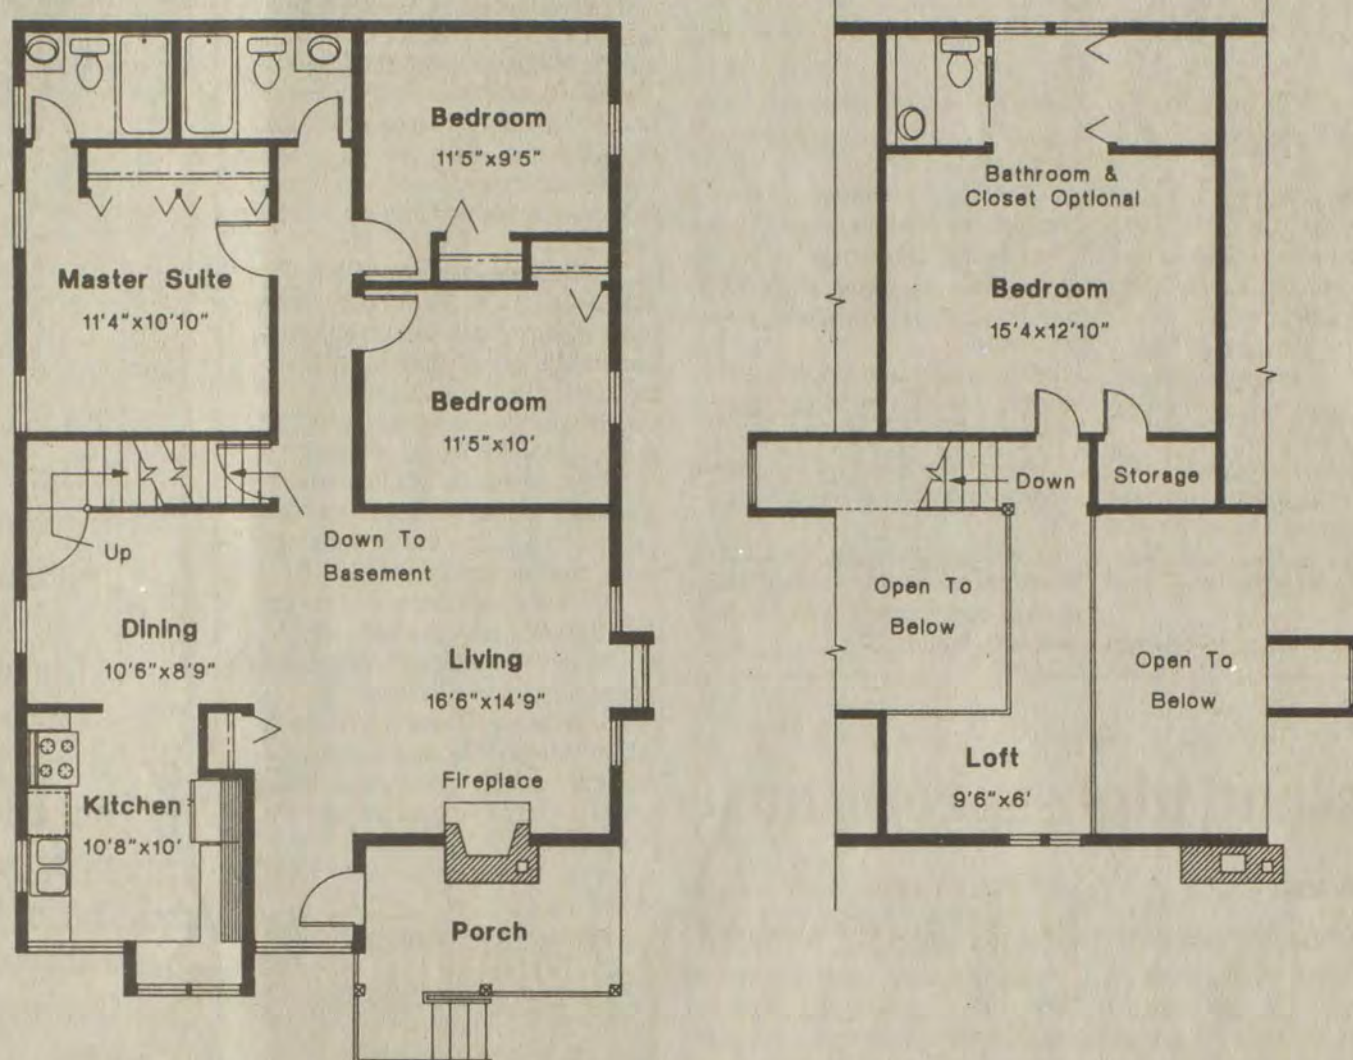 Bedroom
11'5"x9'5"
Master Suite
11'4"x10'10"
Bedroom
11'5"x10'
Up
Down To
Basement
Dining
10'6"x8'9"
Living
16'6"x14'9"
Fireplace
Kitchen
10'8"x10'
Porch
Bathroom &
Closet Optional
Bedroom
15'4x12'10"
Down
Storage
Open To
Below
Open To
Below
Loft
9'6"x6'